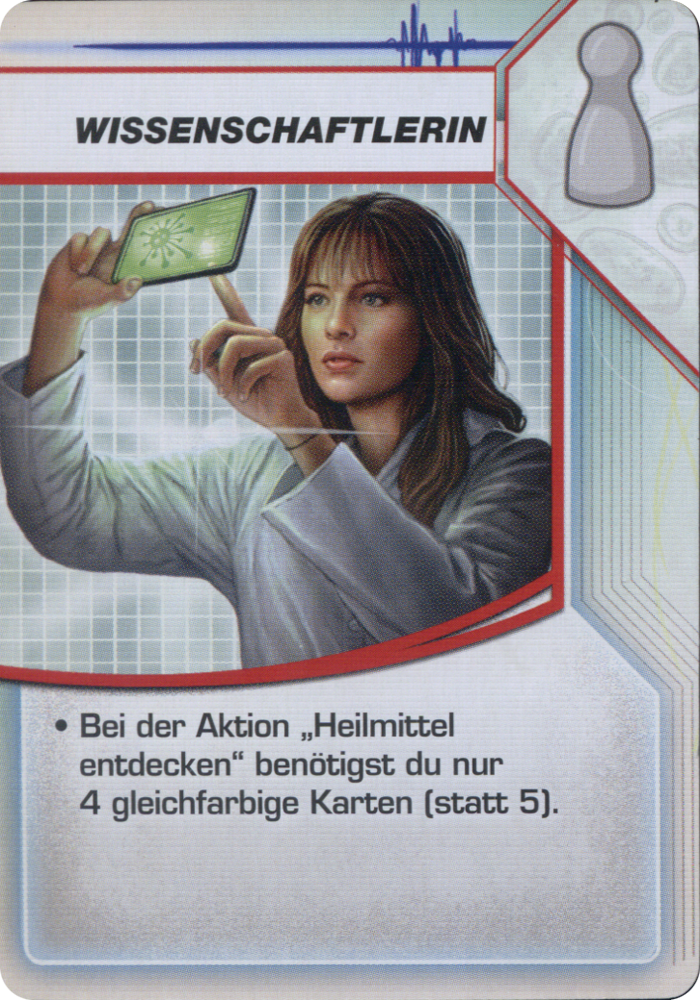 WISSENSCHAFTLERIN
• Bei der Aktion „Heilmittel
entdecken“ benötigst du nur
4 gleichfarbige Karten (statt 5).